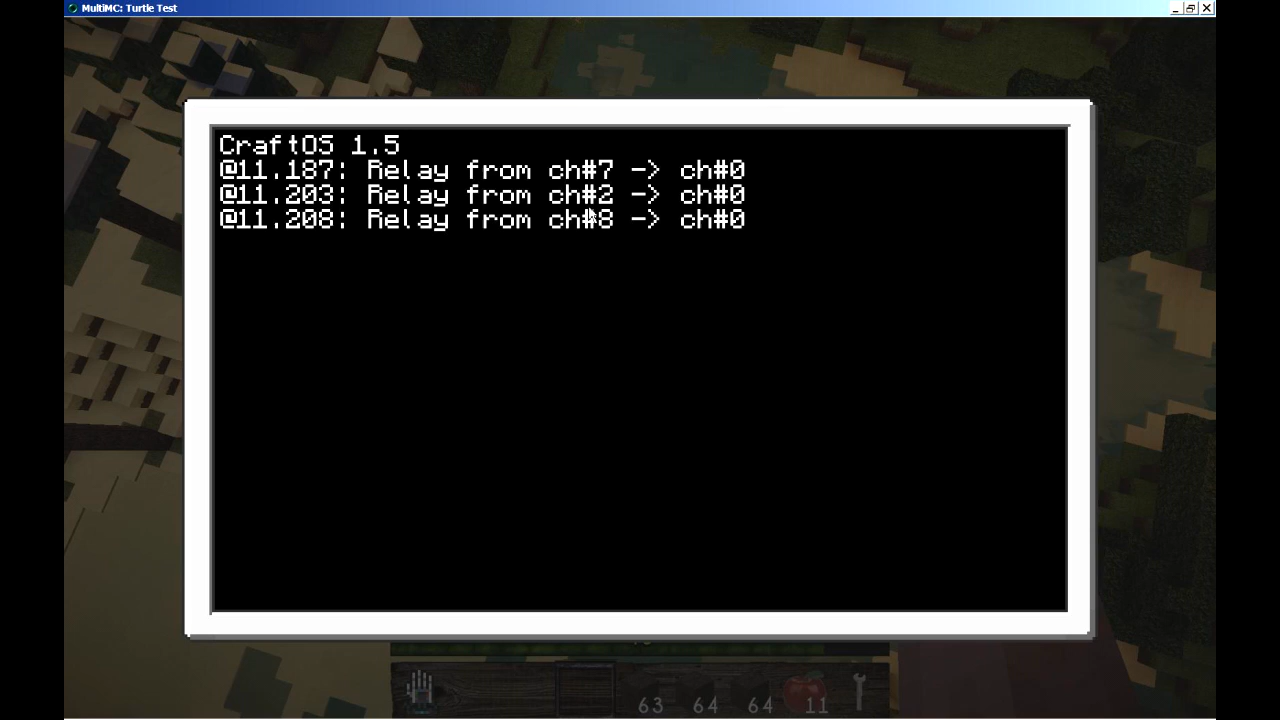 MultiMC: Turtle Test
CraftOS 1.5
@11.187: Relay from ch#7 -> ch#0
@11.203: Relay from ch#2 -> ch#0
@11.208: Relay from ch#8 -> ch#0
63 64 64 11